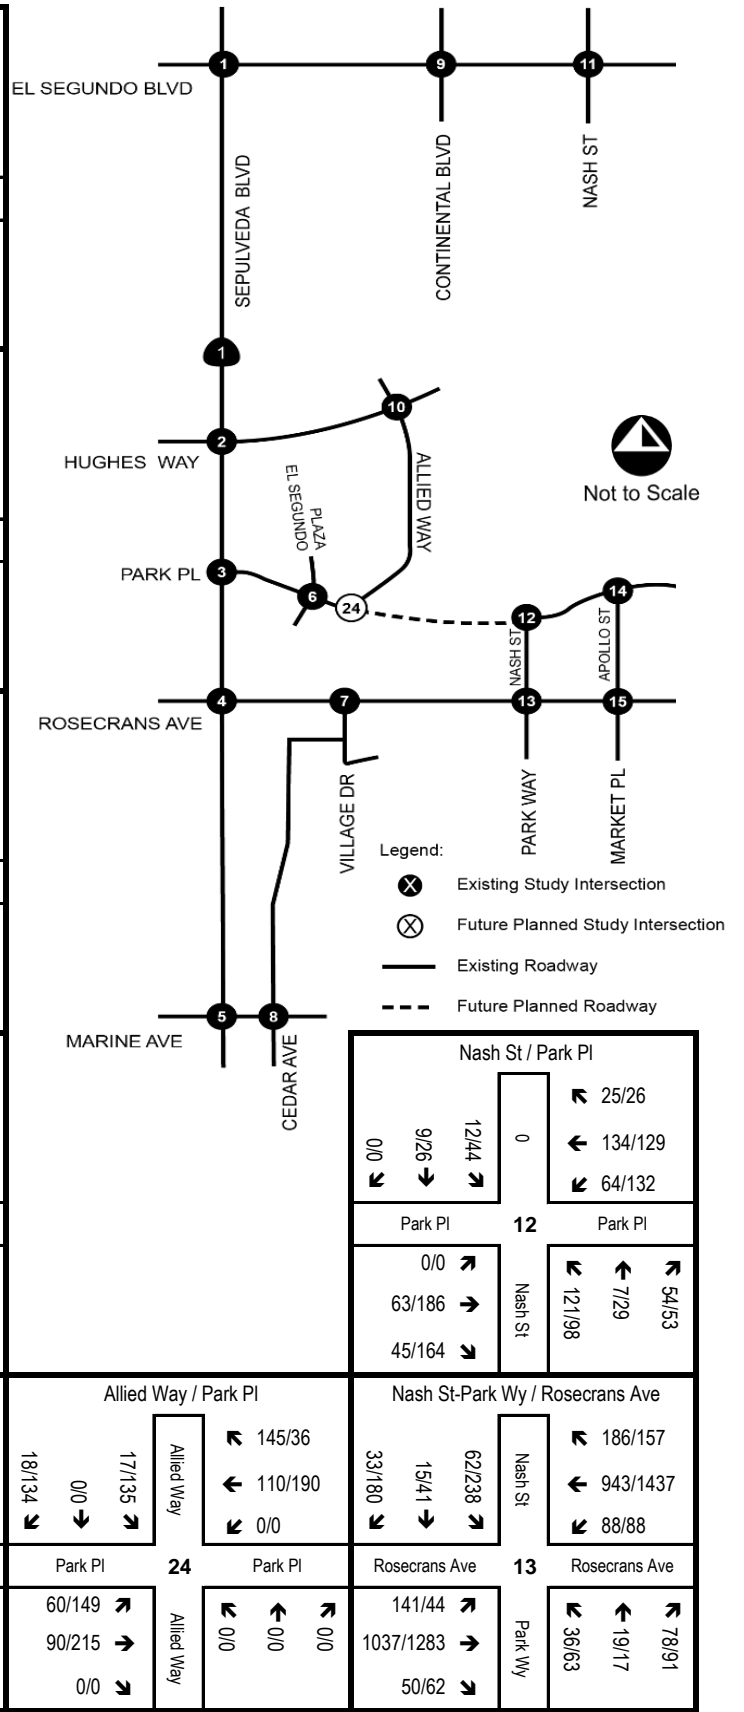 1
9
11
EL SEGUNDO BLVD
SEPULVEDA BLVD
CONTINENTAL BLVD
NASH ST
1
10
2
HUGHES WAY
ALLIED WAY
Not to Scale
PLAZA
EL SEGUNDO
PARK PL
3
6
24
12
14
NASH ST
APOLLO ST
4
7
13
15
ROSECRANS AVE
VILLAGE DR
PARK WAY
MARKET PL
Legend:
X Existing Study Intersection
X Future Planned Study Intersection
Existing Roadway
Future Planned Roadway
5
8
MARINE AVE
CEDAR AVE
Nash St / Park Pl
0/0
9/26
12/44
0
25/26
134/129
64/132
Park Pl
12
Park Pl
0/0
63/186
45/164
Nash St
121/98
7/29
54/53
Allied Way / Park Pl
18/134
0/0
17/135
Allied Way
145/36
110/190
0/0
Park Pl
24
Park Pl
60/149
90/215
0/0
Allied Way
0/0
0/0
0/0
Nash St-Park Wy / Rosecrans Ave
33/180
15/41
62/238
Nash St
186/157
943/1437
88/88
Rosecrans Ave
13
Rosecrans Ave
141/44
1037/1283
50/62
Park Wy
36/63
19/17
78/91